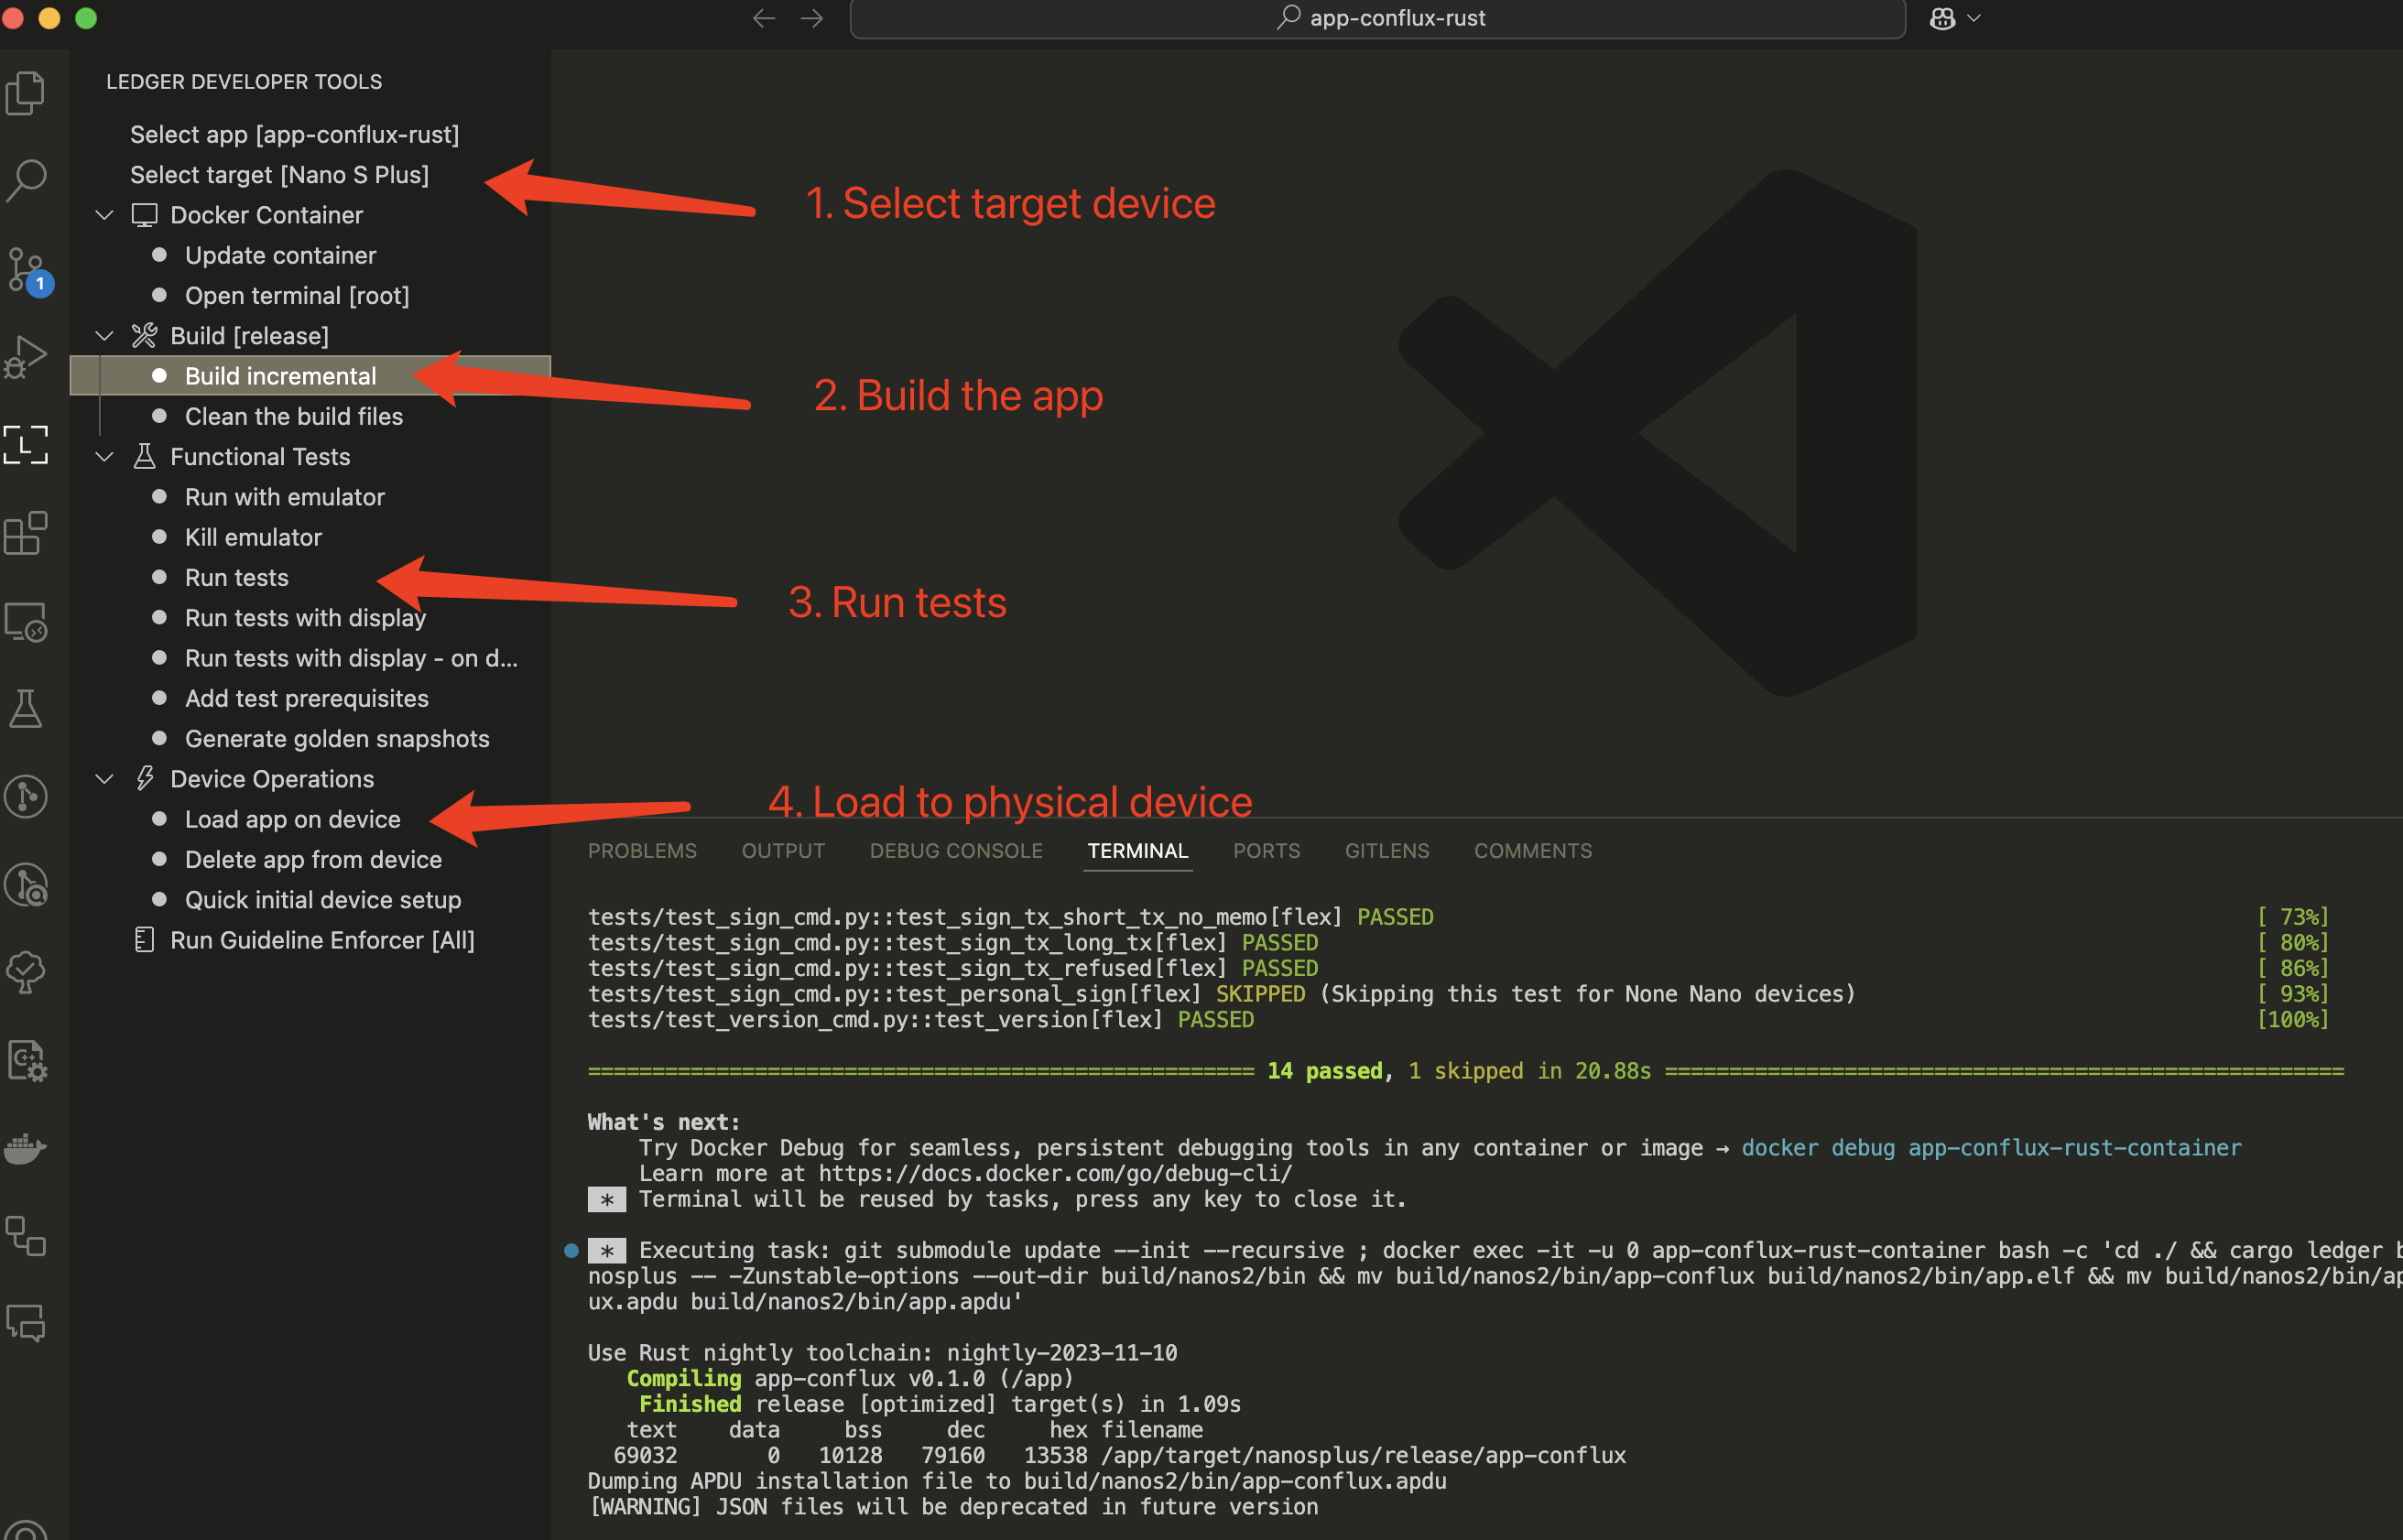 app-conflux-rust
LEDGER DEVELOPER TOOLS
Select app [app-conflux-rust]
Select target [Nano S Plus]
1. Select target device
Docker Container
Update container
Open terminal [root]
1
Build [release]
Build incremental
2. Build the app
Clean the build files
Functional Tests
Run with emulator
Kill emulator
Run tests
3. Run tests
Run tests with display
Run tests with display - on d...
Add test prerequisites
Generate golden snapshots
Device Operations
Load app on device
4. Load to physical device
Delete app from device
Quick initial device setup
Run Guideline Enforcer [All]
PROBLEMS OUTPUT DEBUG CONSOLE TERMINAL PORTS GITLENS COMMENTS
tests/test_sign_cmd.py::test_sign_tx_short_tx_no_memo[flex] PASSED [ 73%]
tests/test_sign_cmd.py::test_sign_tx_long_tx[flex] PASSED [ 80%]
tests/test_sign_cmd.py::test_sign_tx_refused[flex] PASSED [ 86%]
tests/test_sign_cmd.py::test_personal_sign[flex] SKIPPED (Skipping this test for None Nano devices) [ 93%]
tests/test_version_cmd.py::test_version[flex] PASSED [100%]
==================================================== 14 passed, 1 skipped in 20.88s =====================================================
What's next:
Try Docker Debug for seamless, persistent debugging tools in any container or image → docker debug app-conflux-rust-container
Learn more at https://docs.docker.com/go/debug-cli/
* Terminal will be reused by tasks, press any key to close it.
* Executing task: git submodule update --init --recursive ; docker exec -it -u 0 app-conflux-rust-container bash -c 'cd ./ && cargo ledger b
nosplus -- -Zunstable-options --out-dir build/nanos2/bin && mv build/nanos2/bin/app-conflux build/nanos2/bin/app.elf && mv build/nanos2/bin/ap
ux.apdu build/nanos2/bin/app.apdu'
Use Rust nightly toolchain: nightly-2023-11-10
Compiling app-conflux v0.1.0 (/app)
Finished release [optimized] target(s) in 1.09s
text data bss dec hex filename
69032 0 10128 79160 13538 /app/target/nanosplus/release/app-conflux
Dumping APDU installation file to build/nanos2/bin/app-conflux.apdu
[WARNING] JSON files will be deprecated in future version